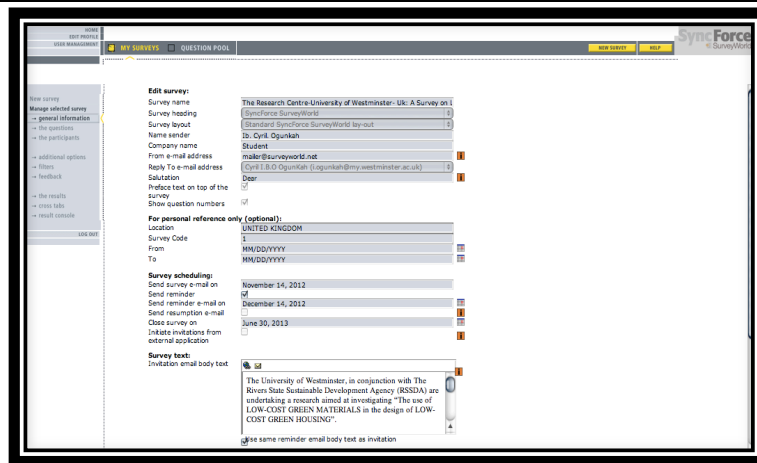 HOME
EDIT PROFILE
USER MANAGEMENT
MY SURVEYS QUESTION POOL
NEW SURVEY HELP
SyncForce
SurveyWorld
New survey
Manage selected survey
→ general information
→ the questions
→ the participants
→ additional options
→ filters
→ feedback
→ the results
→ cross tabs
→ result console
LOG OUT
Edit survey:
Survey name The Research Centre-University of Westminster- Uk: A Survey on L
Survey heading SyncForce SurveyWorld
Survey layout Standard SyncForce SurveyWorld lay-out
Name sender Ib. Cyril. Ogunkah
Company name Student
From e-mail address mailer@surveyworld.net
Reply To e-mail address Cyril I.B.O OgunKah (i.ogunkah@my.westminster.ac.uk)
Salutation Dear
Preface text on top of the
survey
Show question numbers
For personal reference only (optional):
Location UNITED KINGDOM
Survey Code 1
From MM/DD/YYYY
To MM/DD/YYYY
Survey scheduling:
Send survey e-mail on November 14, 2012
Send reminder
Send reminder e-mail on December 14, 2012
Send resumption e-mail
Close survey on June 30, 2013
Initiate invitations from
external application
Survey text:
Invitation email body text
The University of Westminster, in conjunction with The
Rivers State Sustainable Development Agency (RSSDA) are
undertaking a research aimed at investigating “The use of
LOW-COST GREEN MATERIALS in the design of LOW-
COST GREEN HOUSING”.
Use same reminder email body text as invitation